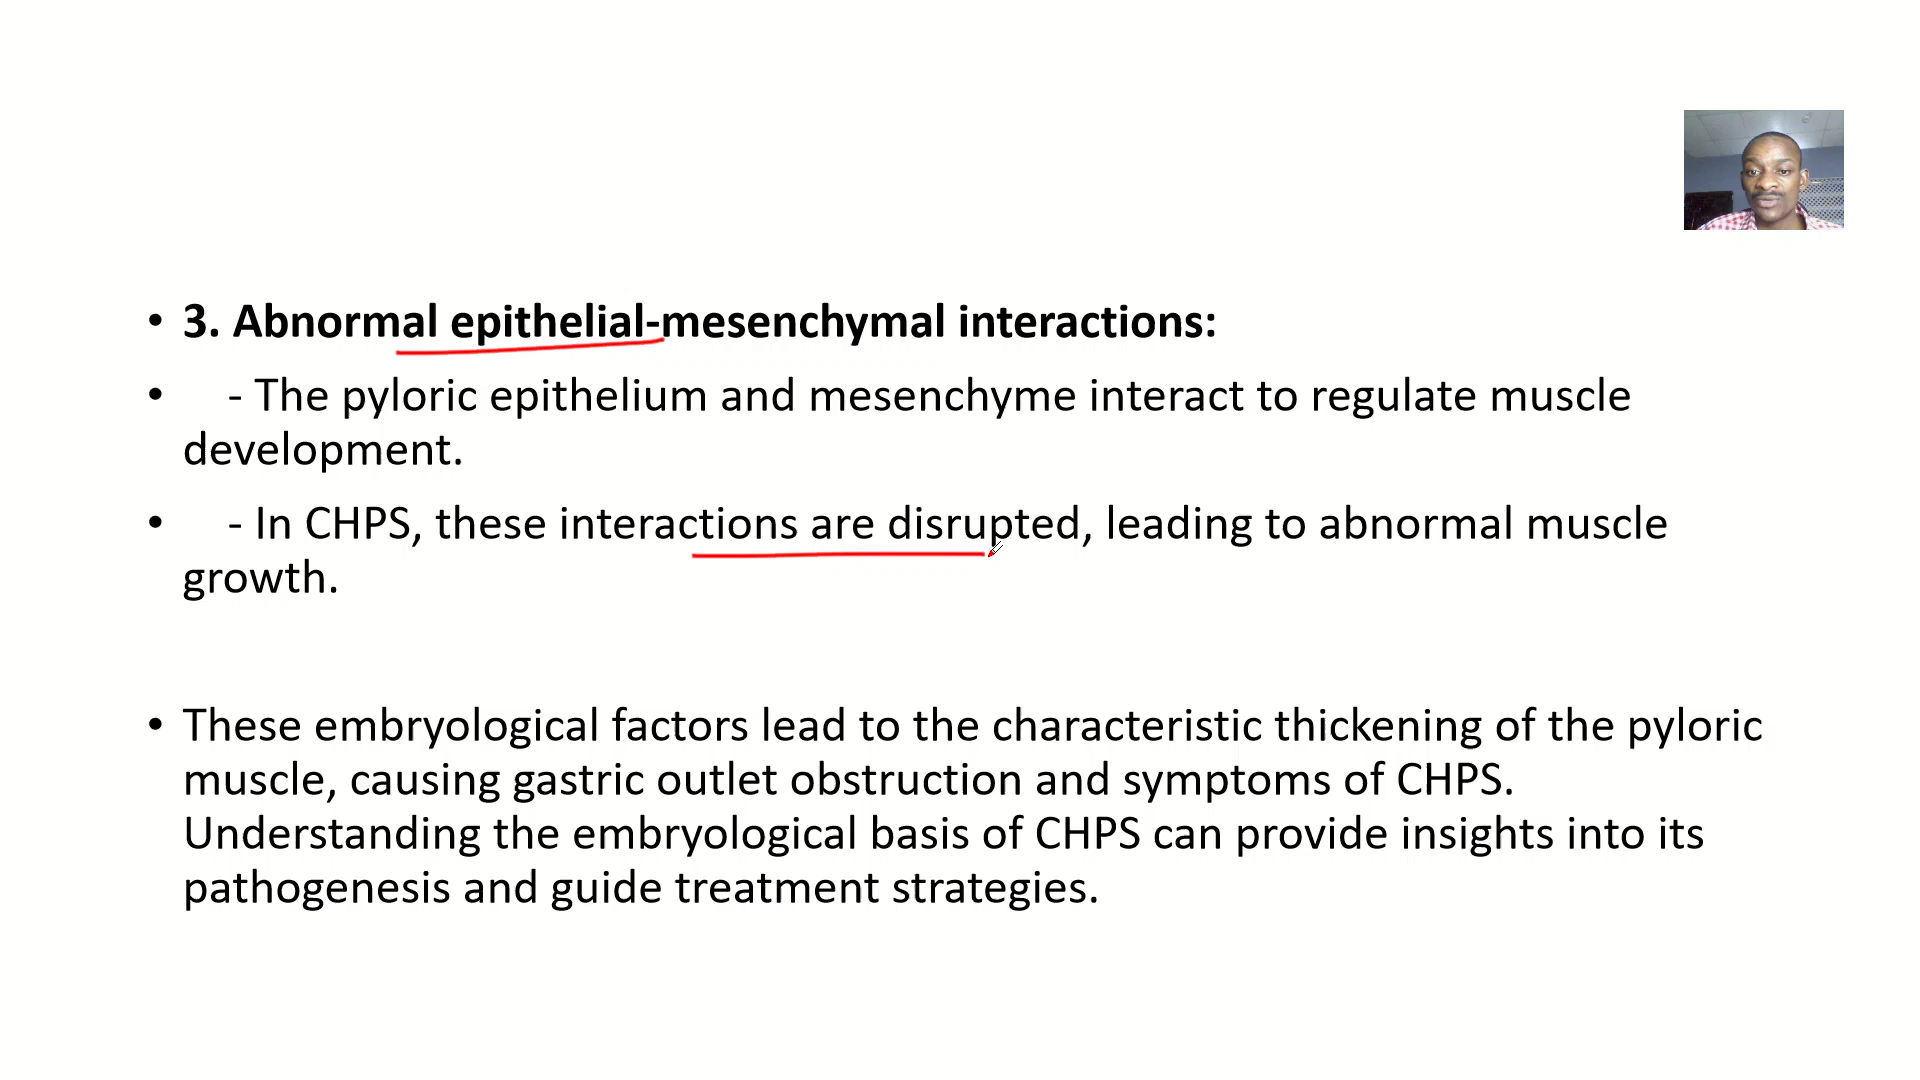 • 3. Abnormal epithelial-mesenchymal interactions:
• - The pyloric epithelium and mesenchyme interact to regulate muscle
development.
• - In CHPS, these interactions are disrupted, leading to abnormal muscle
growth.
• These embryological factors lead to the characteristic thickening of the pyloric
muscle, causing gastric outlet obstruction and symptoms of CHPS.
Understanding the embryological basis of CHPS can provide insights into its
pathogenesis and guide treatment strategies.